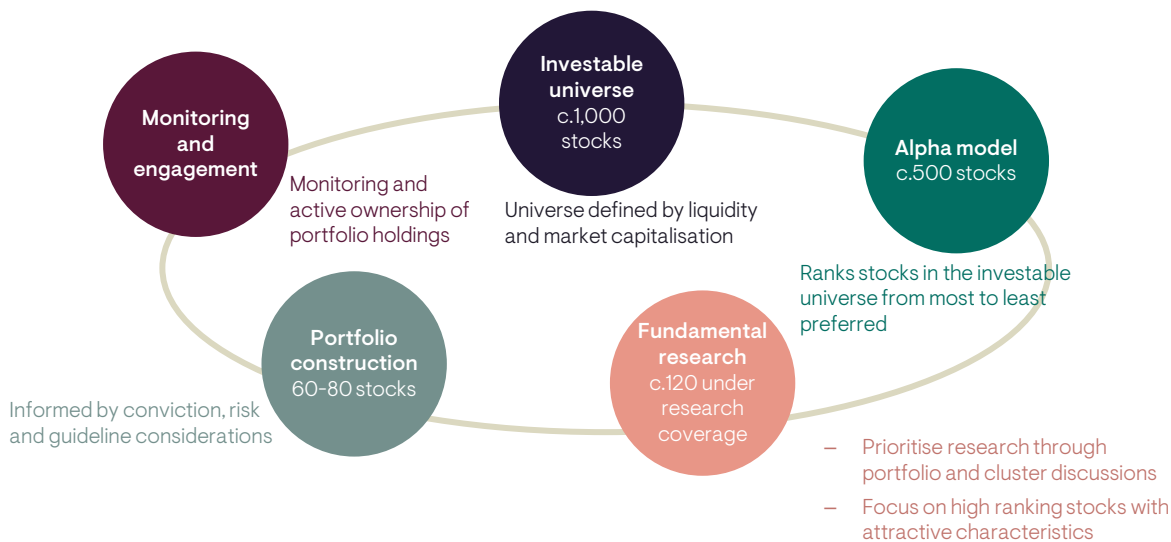 Investable
universe
c.1,000
stocks
Universe defined by liquidity
and market capitalisation
Alpha model
c.500 stocks
Ranks stocks in the investable
universe from most to least
preferred
Fundamental
research
c.120 under
research
coverage
– Prioritise research through
portfolio and cluster discussions
– Focus on high ranking stocks with
attractive characteristics
Portfolio
construction
60-80 stocks
Informed by conviction, risk
and guideline considerations
Monitoring
and
engagement
Monitoring and
active ownership of
portfolio holdings